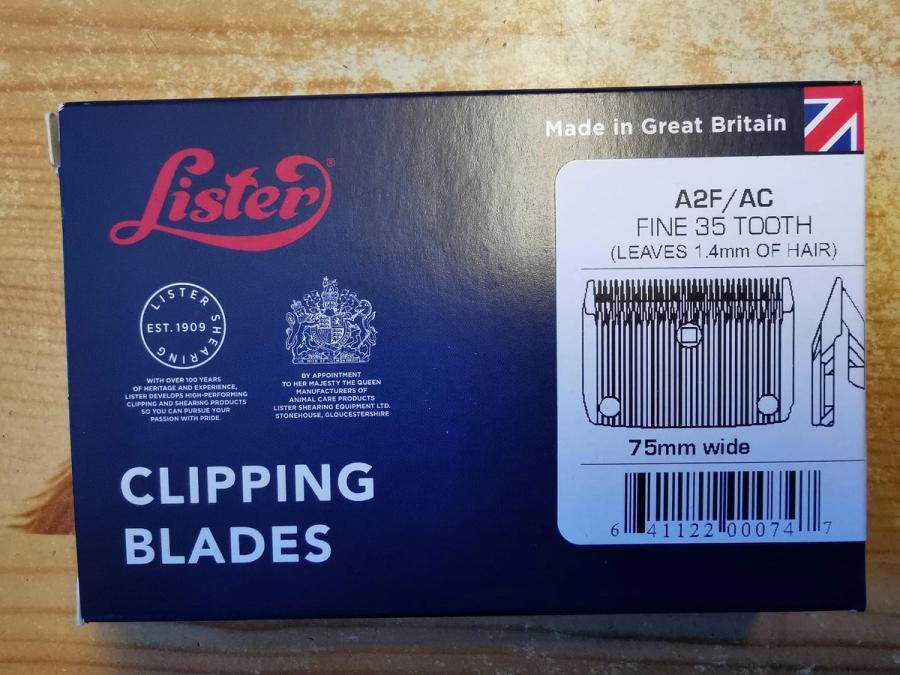 Made in Great Britain
Lister®
LISTER SHEARING
EST. 1909
WITH OVER 100 YEARS
OF HERITAGE AND EXPERIENCE,
LISTER DEVELOPS HIGH-PERFORMING
CLIPPING AND SHEARING PRODUCTS
SO YOU CAN PURSUE YOUR
PASSION WITH PRIDE.
BY APPOINTMENT
TO HER MAJESTY THE QUEEN
MANUFACTURERS OF
ANIMAL CARE PRODUCTS
LISTER SHEARING EQUIPMENT LTD.
STONEHOUSE, GLOUCESTERSHIRE
CLIPPING
BLADES
A2F/AC
FINE 35 TOOTH
(LEAVES 1.4mm OF HAIR)
75mm wide
6 41122 00074 7